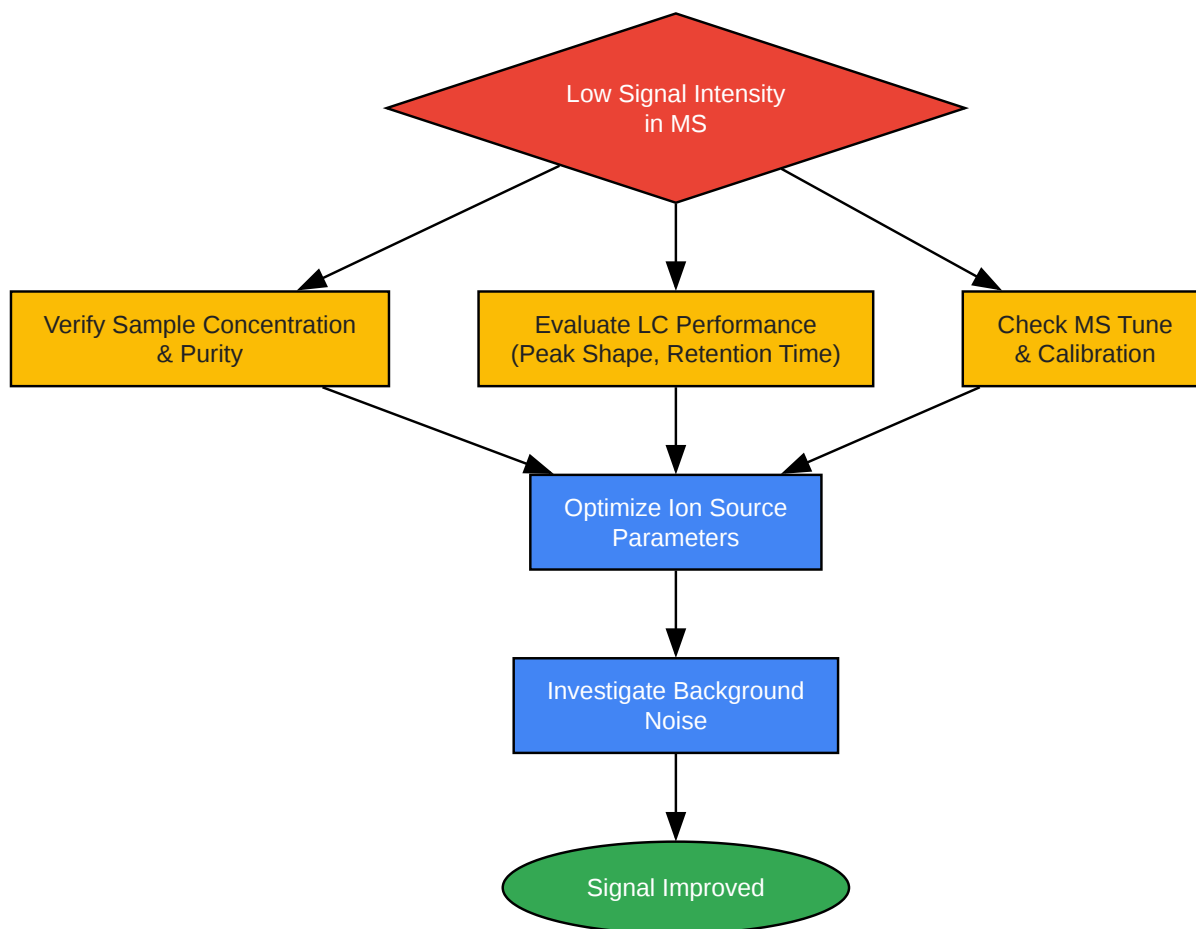 Low Signal Intensity
in MS
Verify Sample Concentration
& Purity
Evaluate LC Performance
(Peak Shape, Retention Time)
Check MS Tune
& Calibration
Optimize Ion Source
Parameters
Investigate Background
Noise
Signal Improved